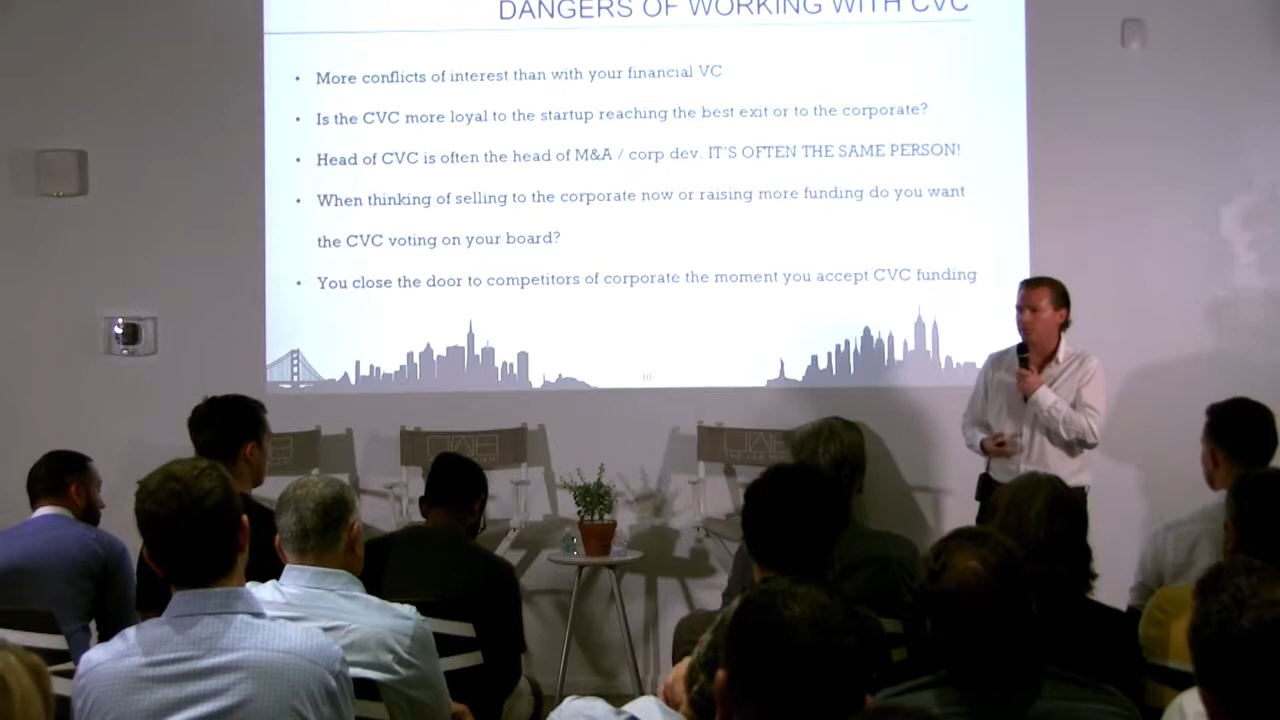 DANGERS OF WORKING WITH CVC
• More conflicts of interest than with your financial VC
• Is the CVC more loyal to the startup reaching the best exit or to the corporate?
• Head of CVC is often the head of M&A / corp dev. IT'S OFTEN THE SAME PERSON!
• When thinking of selling to the corporate now or raising more funding do you want
the CVC voting on your board?
• You close the door to competitors of corporate the moment you accept CVC funding
10